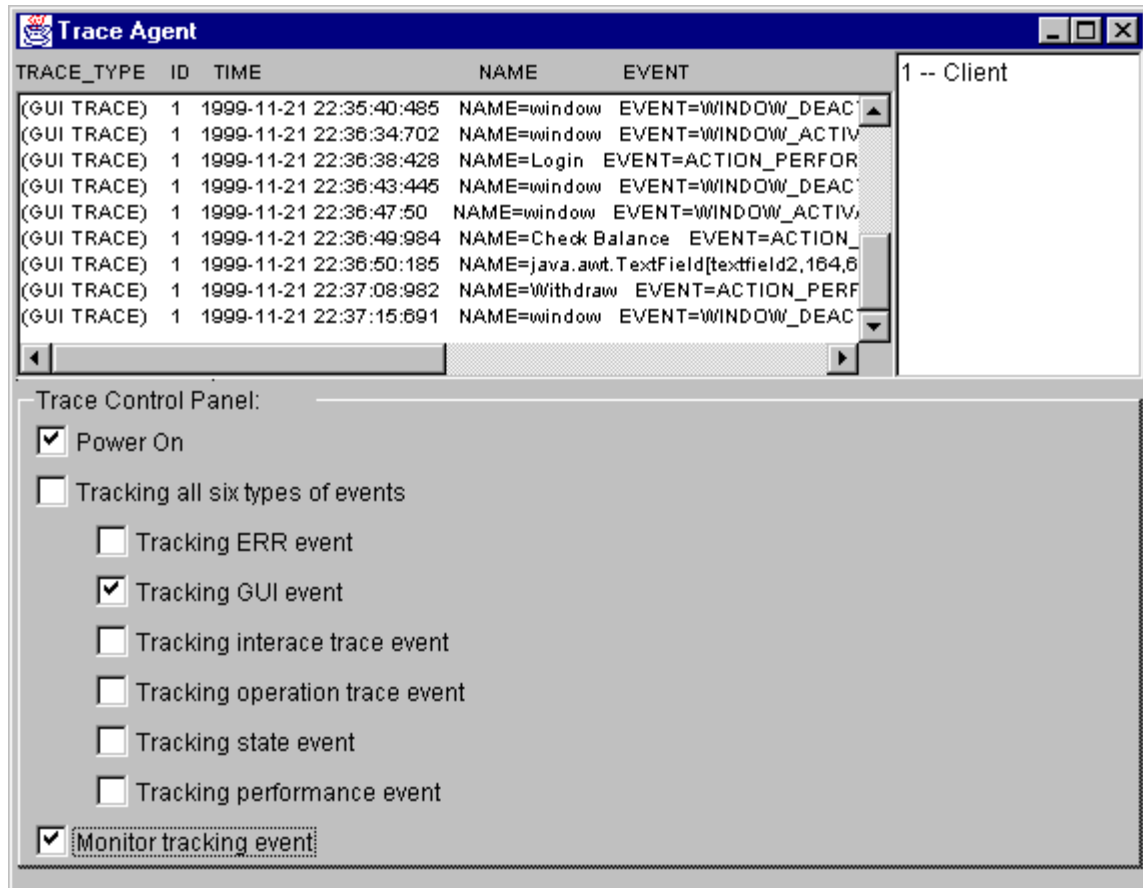 Trace Agent
TRACE_TYPE ID TIME NAME EVENT
(GUI TRACE) 1 1999-11-21 22:35:40:485 NAME=window EVENT=WINDOW_DEAC
(GUI TRACE) 1 1999-11-21 22:36:34:702 NAME=window EVENT=WINDOW_ACTIV
(GUI TRACE) 1 1999-11-21 22:36:38:428 NAME=Login EVENT=ACTION_PERFOR
(GUI TRACE) 1 1999-11-21 22:36:43:445 NAME=window EVENT=WINDOW_DEAC
(GUI TRACE) 1 1999-11-21 22:36:47:50 NAME=window EVENT=WINDOW_ACTIV
(GUI TRACE) 1 1999-11-21 22:36:49:984 NAME=Check Balance EVENT=ACTION_
(GUI TRACE) 1 1999-11-21 22:36:50:185 NAME=java.awt.TextField[textfield2,164,6
(GUI TRACE) 1 1999-11-21 22:37:08:982 NAME=Withdraw EVENT=ACTION_PERF
(GUI TRACE) 1 1999-11-21 22:37:15:691 NAME=window EVENT=WINDOW_DEAC
1 -- Client
Trace Control Panel:
Power On
Tracking all six types of events
Tracking ERR event
Tracking GUI event
Tracking interace trace event
Tracking operation trace event
Tracking state event
Tracking performance event
Monitor tracking event